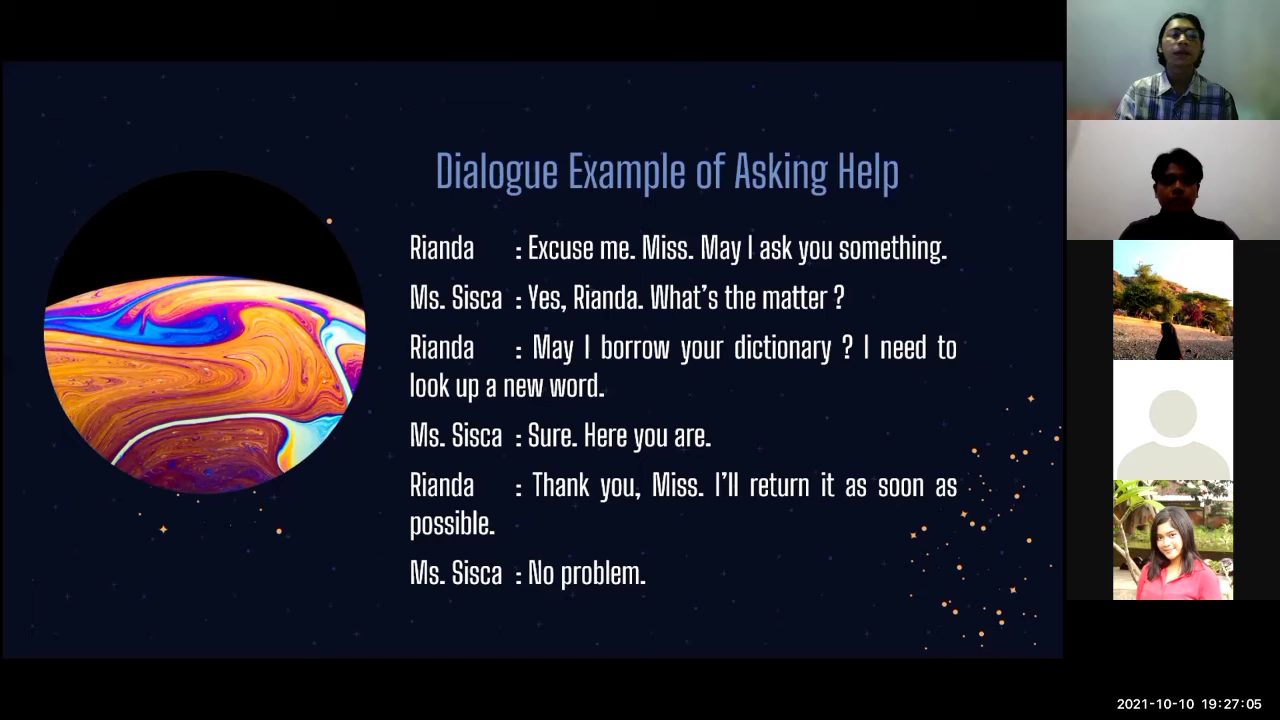 Dialogue Example of Asking Help
Rianda : Excuse me. Miss. May I ask you something.
Ms. Sisca : Yes, Rianda. What's the matter ?
Rianda : May I borrow your dictionary ? I need to
look up a new word.
Ms. Sisca : Sure. Here you are.
Rianda : Thank you, Miss. I'll return it as soon as
possible.
Ms. Sisca : No problem.
2021-10-10 19:27:05